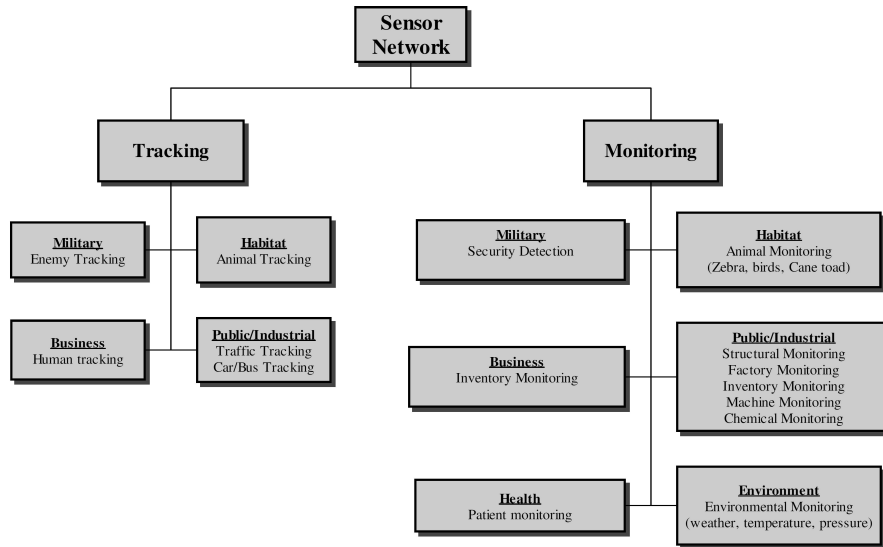 Sensor
Network
Tracking
Monitoring
Military
Enemy Tracking
Habitat
Animal Tracking
Business
Human tracking
Public/Industrial
Traffic Tracking
Car/Bus Tracking
Military
Security Detection
Habitat
Animal Monitoring
(Zebra, birds, Cane toad)
Business
Inventory Monitoring
Public/Industrial
Structural Monitoring
Factory Monitoring
Inventory Monitoring
Machine Monitoring
Chemical Monitoring
Health
Patient monitoring
Environment
Environmental Monitoring
(weather, temperature, pressure)